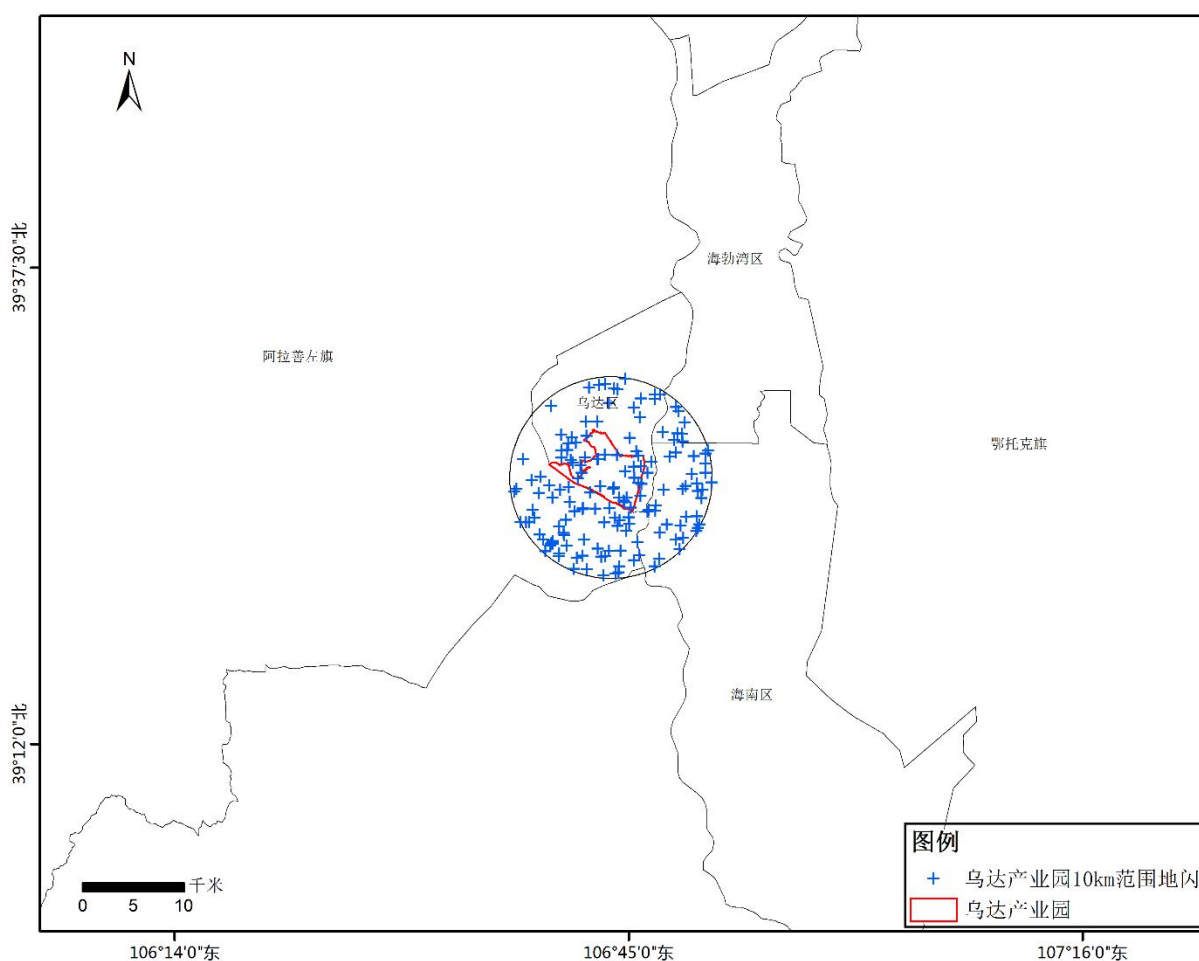 N
海勃湾区
阿拉善左旗
乌达区
鄂托克旗
海南区
39°37'30"北
39°12'0"北
千米
0 5 10
图例
乌达产业园10km范围地闪
乌达产业园
106°14'0"东 106°45'0"东 107°16'0"东